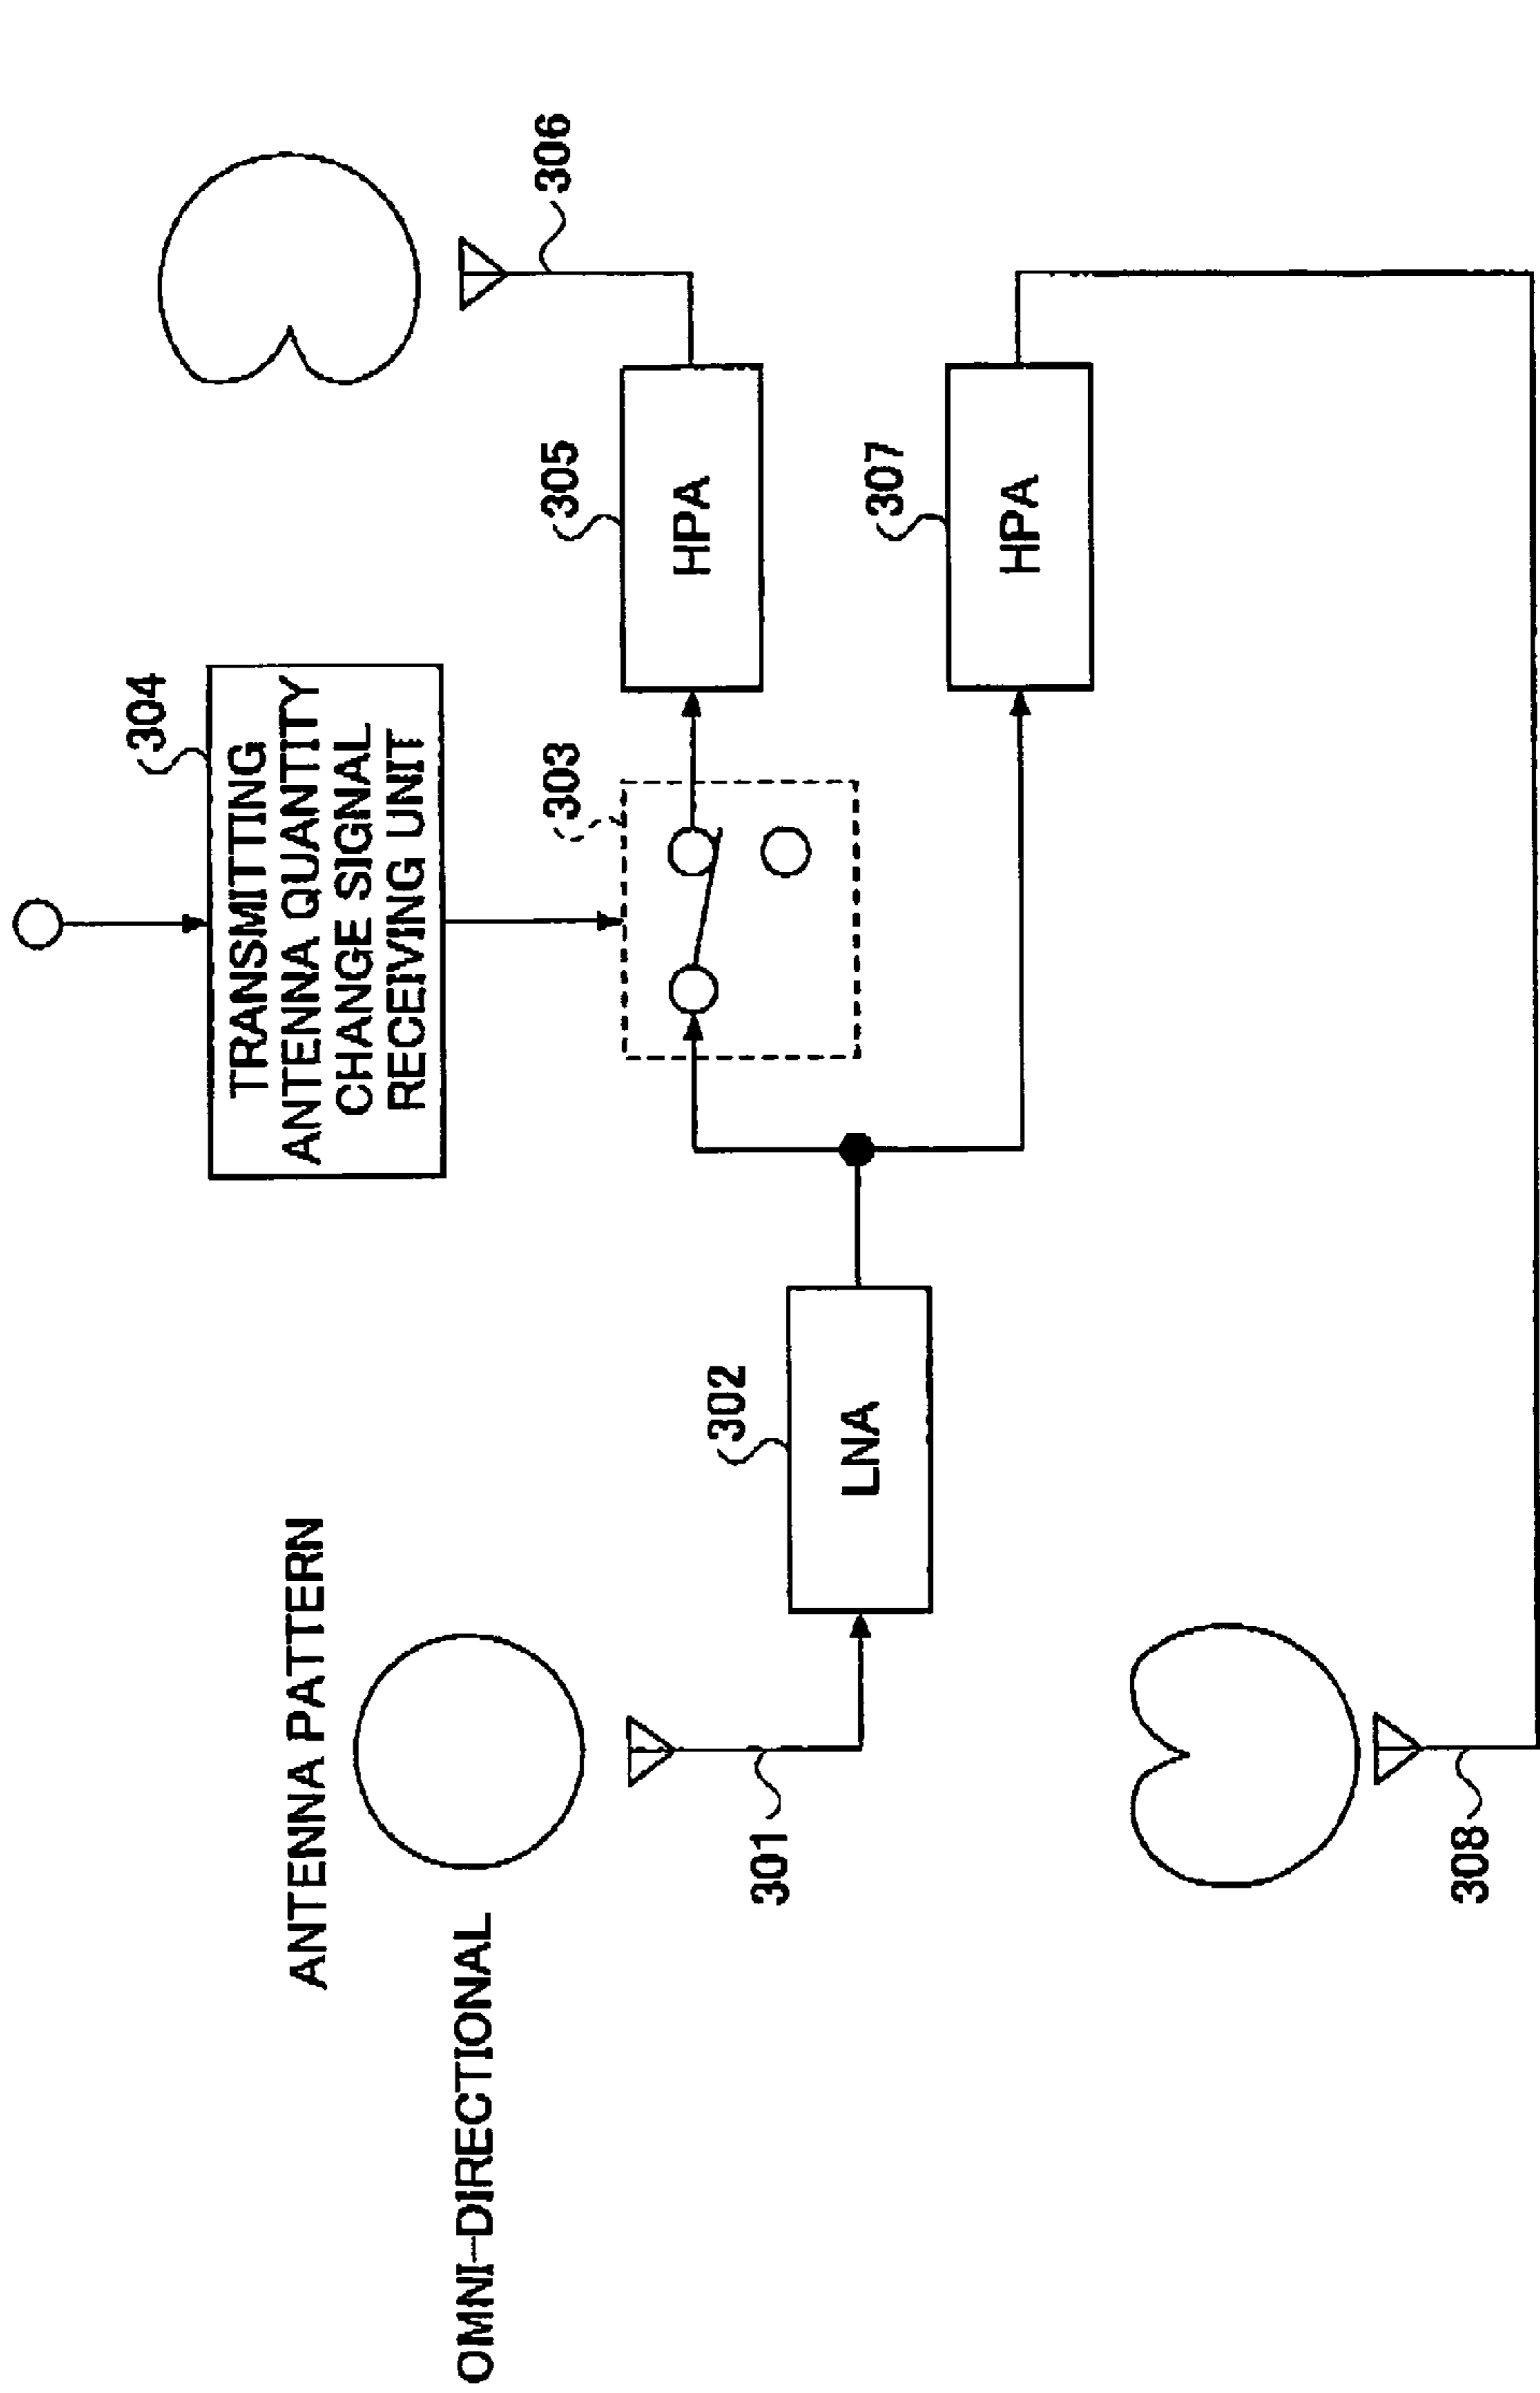 ANTENNA PATTERN
OMNI-DIRECTIONAL
301
302
LNA
304
TRANSMITTING
ANTENNA QUANTITY
CHANGE SIGNAL
RECEIVING UNIT
303
305
HPA
306
307
HPA
308